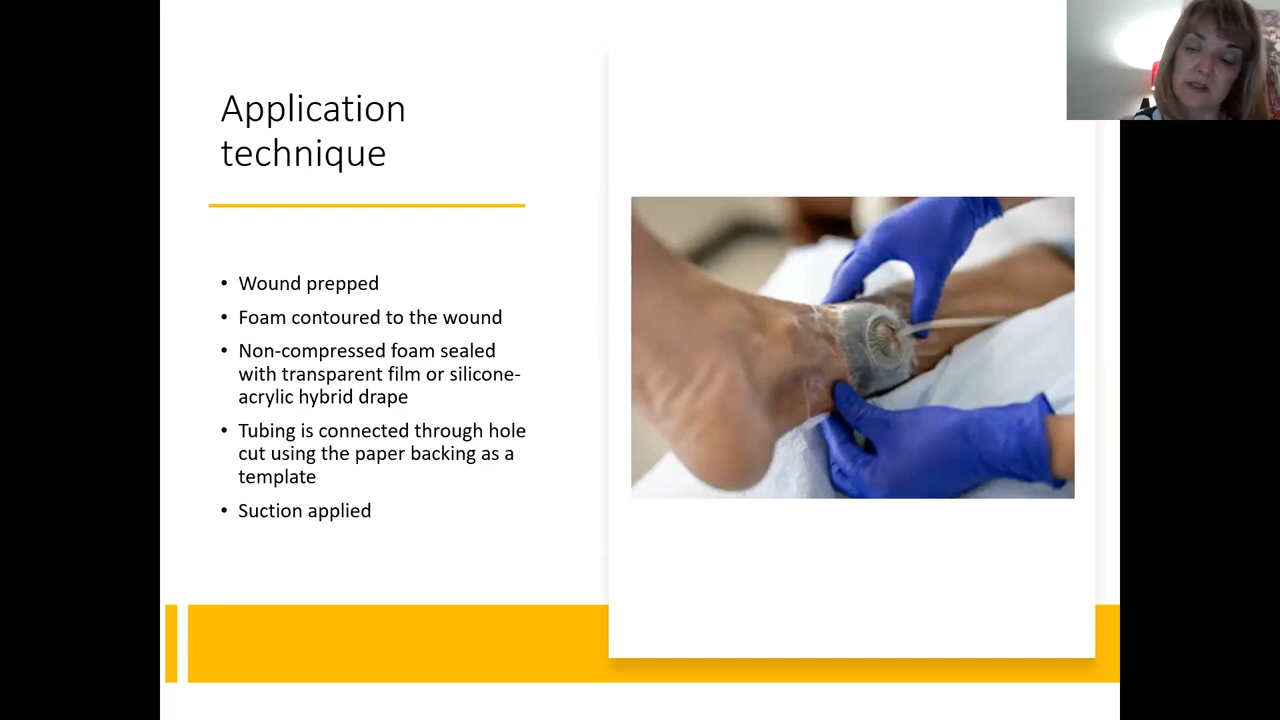 Application
technique
• Wound prepped
• Foam contoured to the wound
• Non-compressed foam sealed
with transparent film or silicone-
acrylic hybrid drape
• Tubing is connected through hole
cut using the paper backing as a
template
• Suction applied